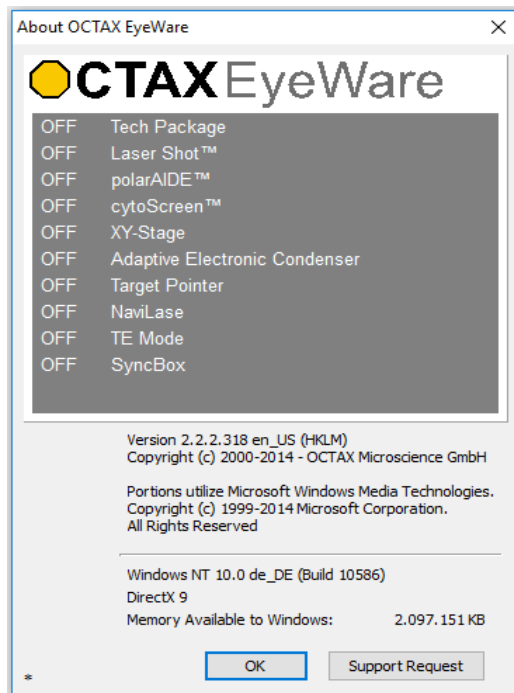 About OCTAX EyeWare
OCTAX EyeWare
OFF Tech Package
OFF Laser Shot™
OFF polarAIDE™
OFF cytoScreen™
OFF XY-Stage
OFF Adaptive Electronic Condenser
OFF Target Pointer
OFF NaviLase
OFF TE Mode
OFF SyncBox
Version 2.2.2.318 en_US (HKLM)
Copyright (c) 2000-2014 - OCTAX Microscience GmbH
Portions utilize Microsoft Windows Media Technologies.
Copyright (c) 1999-2014 Microsoft Corporation.
All Rights Reserved
Windows NT 10.0 de_DE (Build 10586)
DirectX 9
Memory Available to Windows: 2.097.151 KB
* OK Support Request